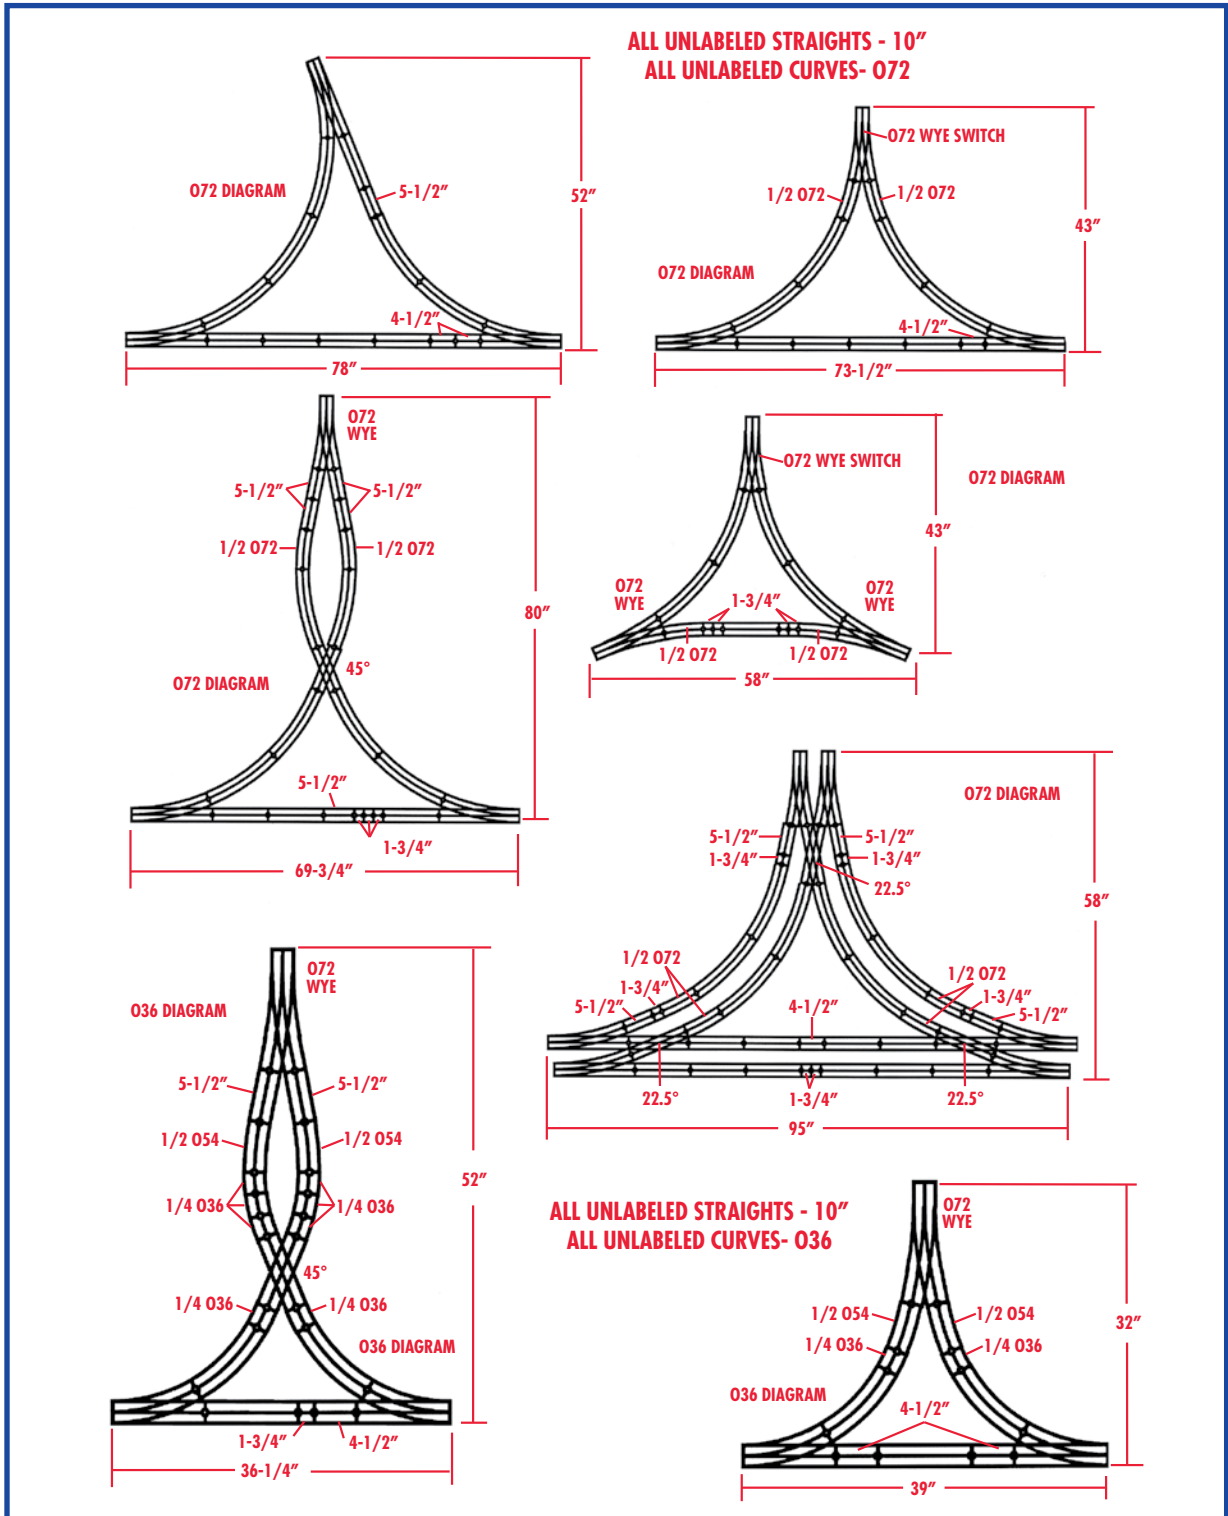 ALL UNLABELED STRAIGHTS - 10"
ALL UNLABELED CURVES- O72
O72 DIAGRAM
5-1/2"
52"
4-1/2"
78"
O72 WYE SWITCH
1/2 O72
1/2 O72
43"
O72 DIAGRAM
4-1/2"
73-1/2"
O72
WYE
5-1/2"
5-1/2"
1/2 O72
1/2 O72
80"
45°
O72 DIAGRAM
5-1/2"
1-3/4"
69-3/4"
O72 WYE SWITCH
O72 DIAGRAM
43"
O72
WYE
O72
WYE
1-3/4"
1/2 O72
1/2 O72
58"
O72 DIAGRAM
5-1/2"
5-1/2"
1-3/4"
1-3/4"
22.5°
58"
1/2 O72
1/2 O72
1-3/4"
1-3/4"
5-1/2"
4-1/2"
5-1/2"
22.5°
1-3/4"
22.5°
95"
O72
WYE
O36 DIAGRAM
5-1/2"
5-1/2"
1/2 O54
1/2 O54
52"
1/4 O36
1/4 O36
45°
1/4 O36
1/4 O36
O36 DIAGRAM
1-3/4"
4-1/2"
36-1/4"
ALL UNLABELED STRAIGHTS - 10"
ALL UNLABELED CURVES- O36
O72
WYE
1/2 O54
1/2 O54
32"
1/4 O36
1/4 O36
O36 DIAGRAM
4-1/2"
39"